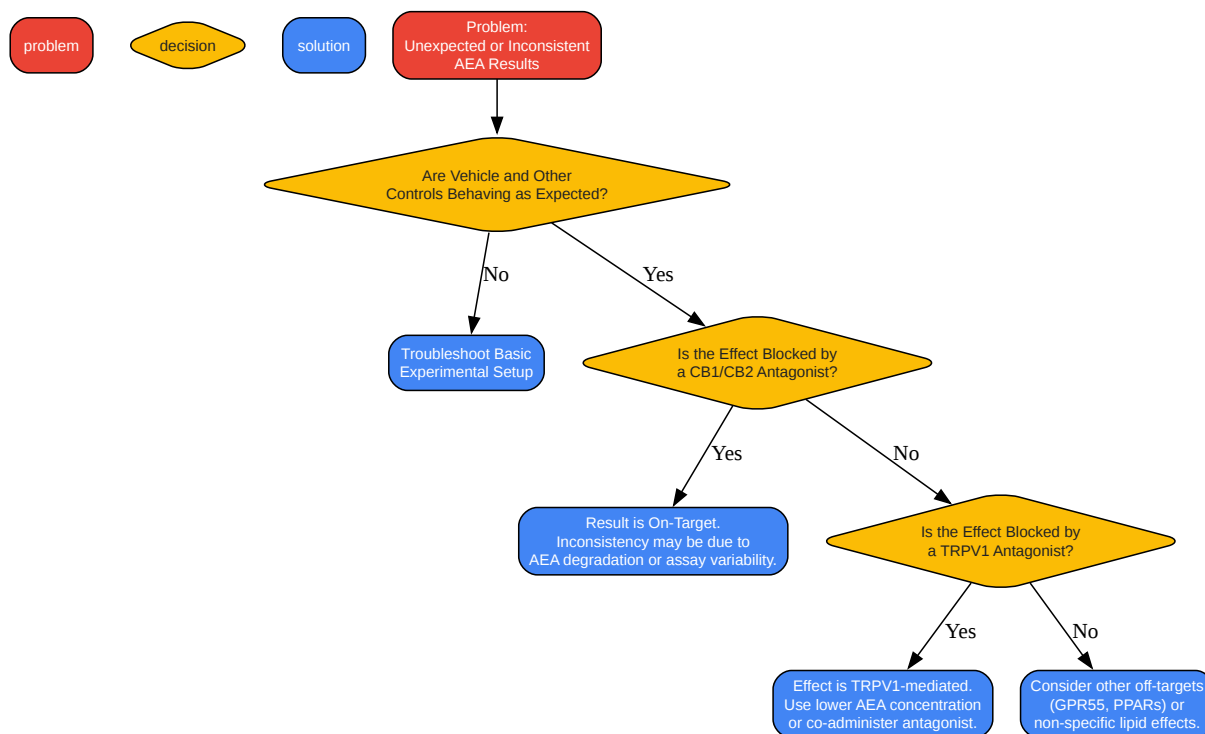 problem
decision
solution
Problem:
Unexpected or Inconsistent
AEA Results
Are Vehicle and Other
Controls Behaving as Expected?
No
Yes
Troubleshoot Basic
Experimental Setup
Is the Effect Blocked by
a CB1/CB2 Antagonist?
Yes
No
Result is On-Target.
Inconsistency may be due to
AEA degradation or assay variability.
Is the Effect Blocked by
a TRPV1 Antagonist?
Yes
No
Effect is TRPV1-mediated.
Use lower AEA concentration
or co-administer antagonist.
Consider other off-targets
(GPR55, PPARs) or
non-specific lipid effects.